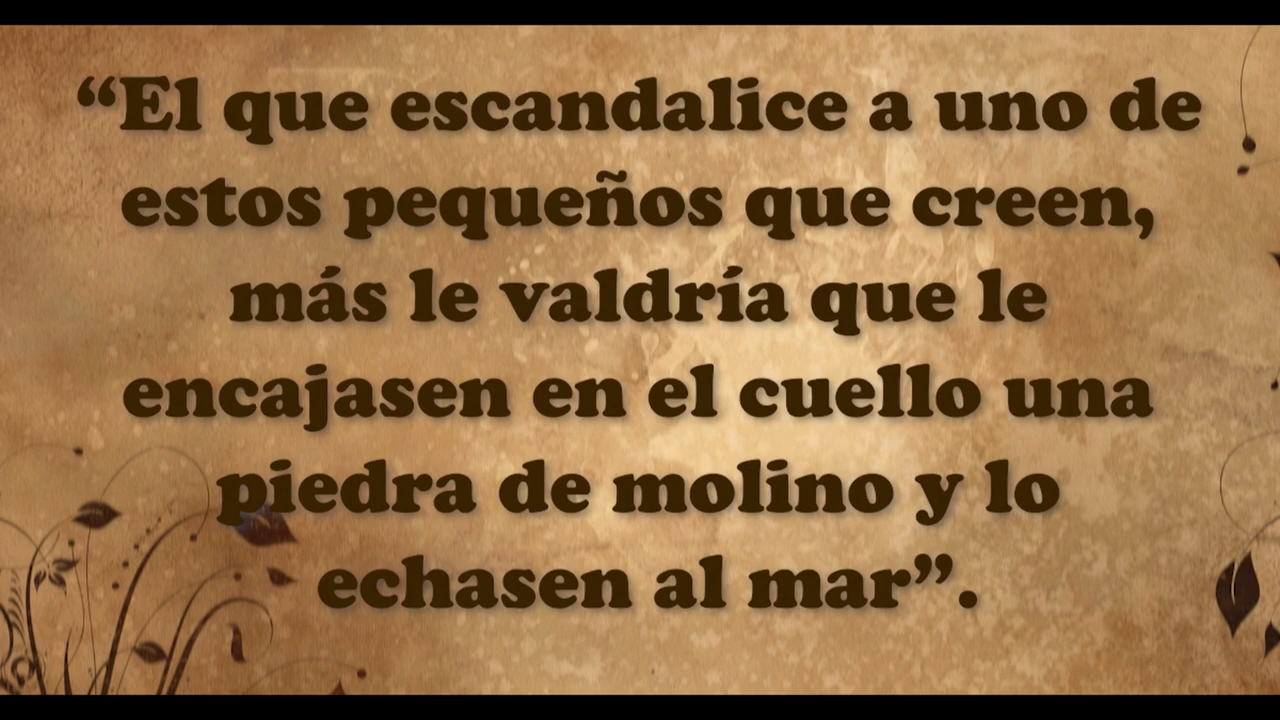 “El que escandalice a uno de
estos pequeños que creen,
más le valdría que le
encajasen en el cuello una
piedra de molino y lo
echasen al mar”.